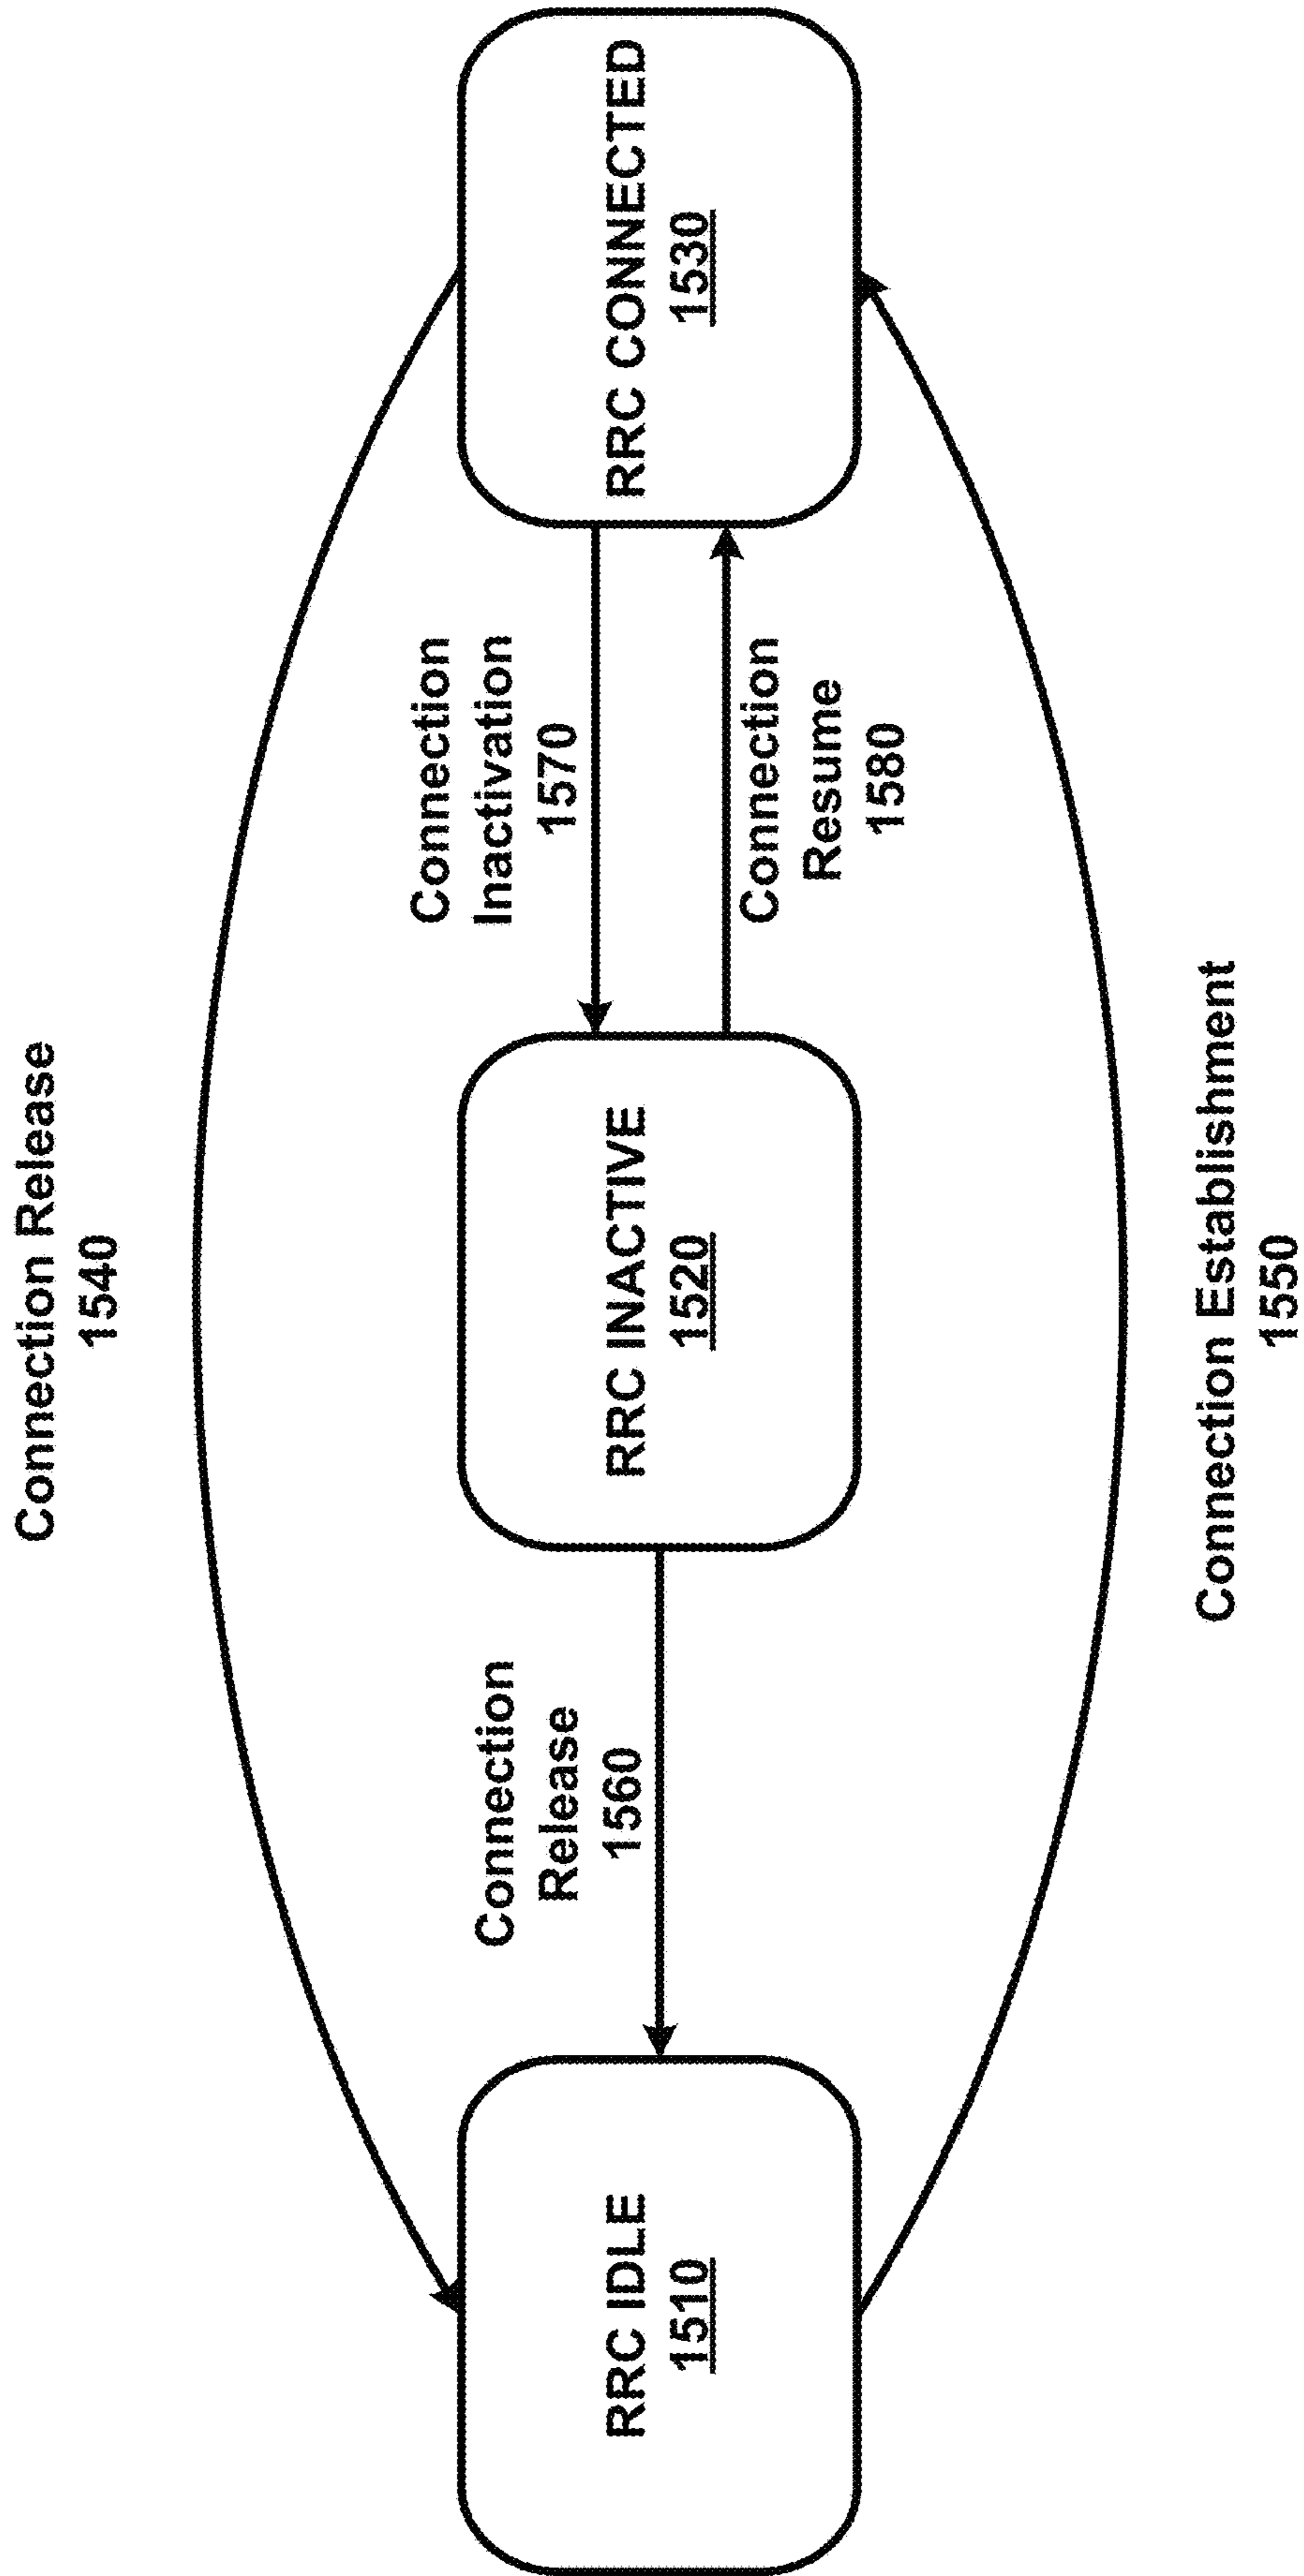 Connection Release
1540
RRC IDLE
1510
Connection
Release
1560
RRC INACTIVE
1520
Connection
Inactivation
1570
Connection
Resume
1580
RRC CONNECTED
1530
Connection Establishment
1550